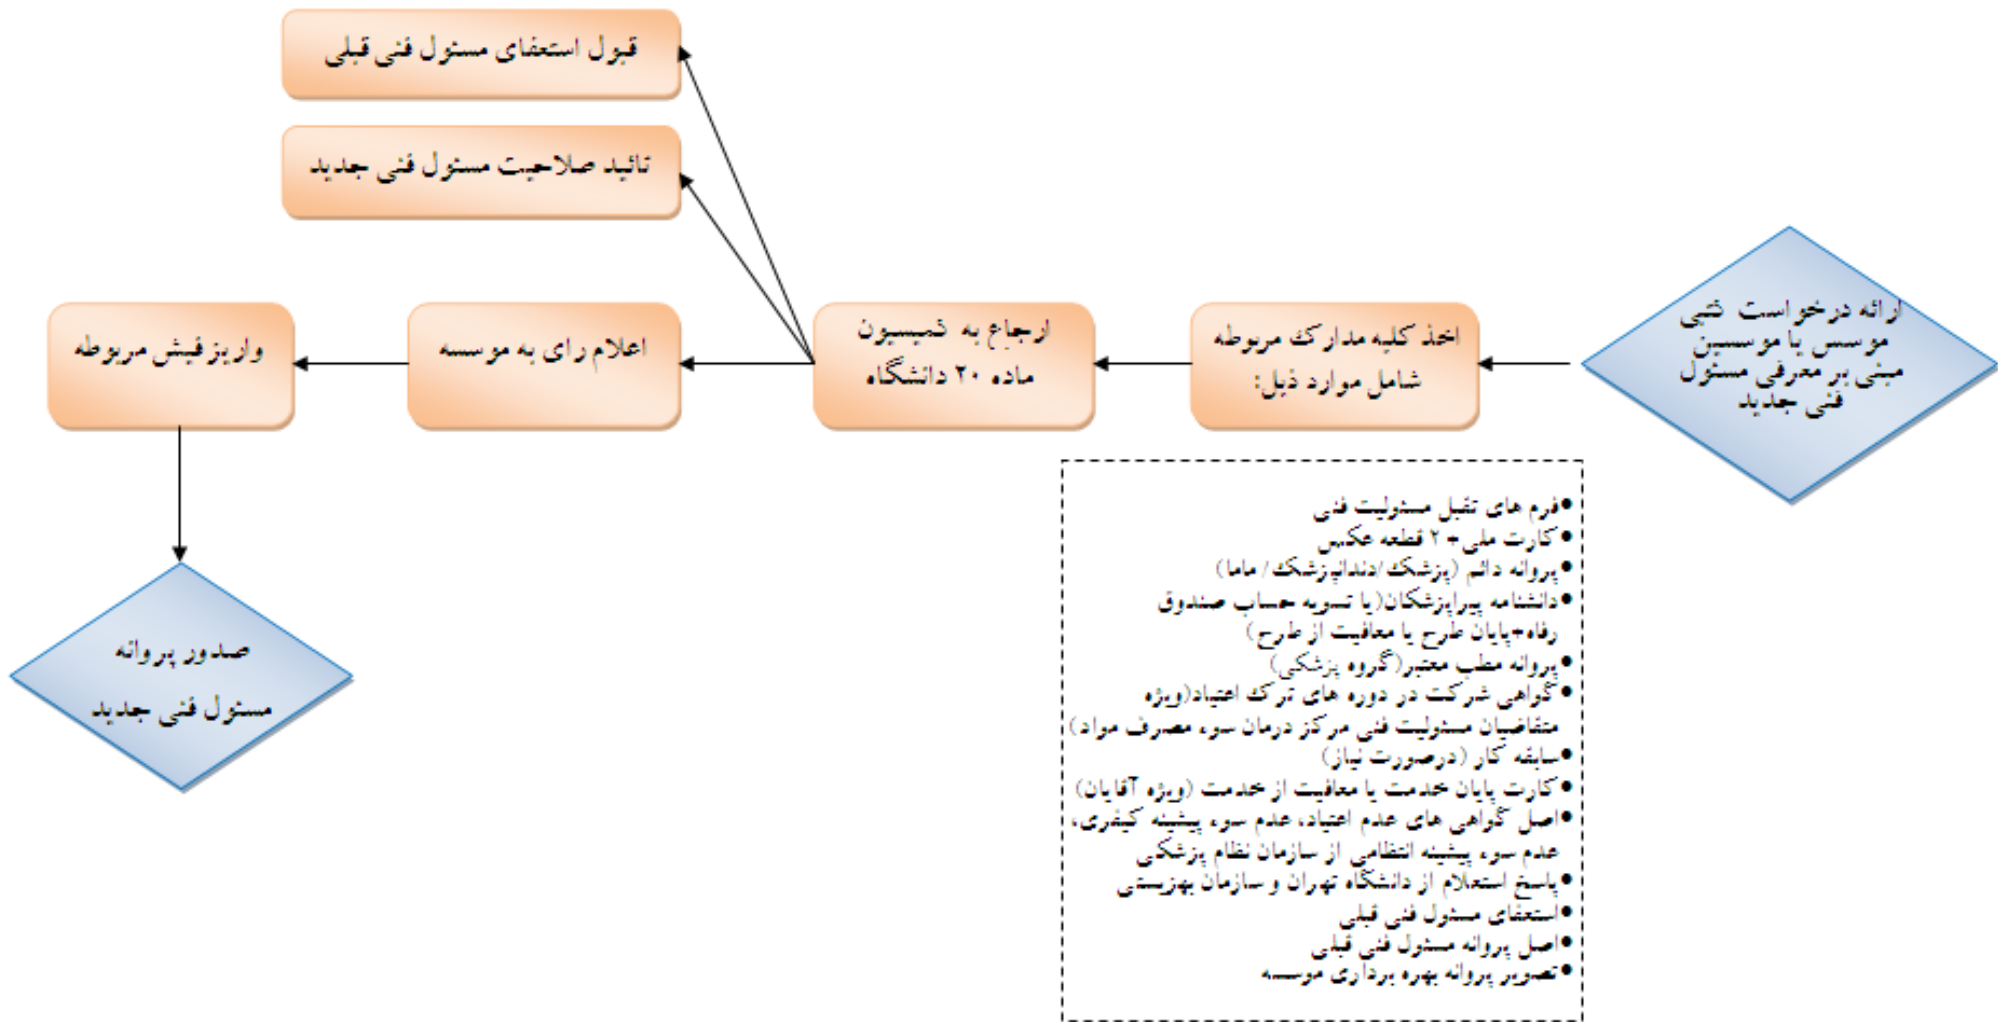 قبول استعفای مسئول فنی قبلی
تائید صلاحیت مسئول فنی جدید
ارائه درخواست کتبی
موسس یا موسسین
مبنی بر معرفی مسئول
فنی جدید
اخذ کلیه مدارک مربوطه
شامل موارد ذیل:
ارجاع به کمیسیون
ماده ۲۰ دانشگاه
اعلام رای به موسسه
واریز فیش مربوطه
صدور پروانه
مسئول فنی جدید
•فرم های تقبل مسئولیت فنی
•کارت ملی+ ۲ قطعه عکس
•پروانه دائم (پزشک/دندانپزشک/ ماما)
•دانشنامه پیراپزشکان(یا تسویه حساب صندوق
رفاه+پایان طرح یا معافیت از طرح)
•پروانه مطب معتبر(گروه پزشکی)
•گواهی شرکت در دوره های ترک اعتیاد(ویژه
متقاضیان مسئولیت فنی مرکز درمان سوء مصرف مواد)
•سابقه کار (درصورت نیاز)
•کارت پایان خدمت یا معافیت از خدمت (ویژه آقایان)
•اصل گواهی های عدم اعتیاد، عدم سوء پیشینه کیفری،
عدم سوء پیشینه انتظامی از سازمان نظام پزشکی
•پاسخ استعلام از دانشگاه تهران و سازمان بهزیستی
•استعفای مسئول فنی قبلی
•اصل پروانه مسئول فنی قبلی
•تصویر پروانه بهره برداری موسسه